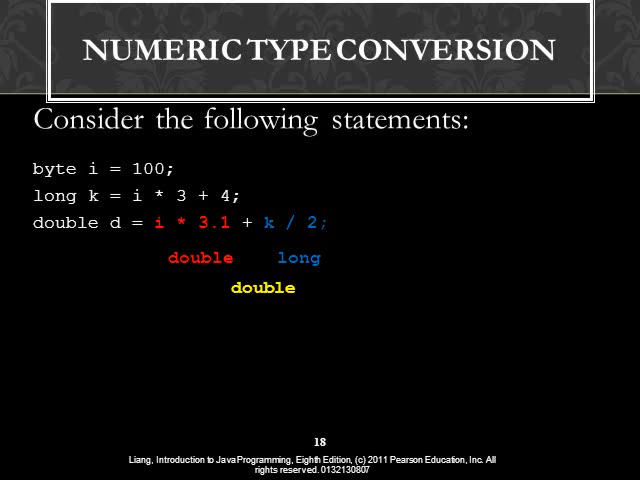 NUMERIC TYPE CONVERSION
Consider the following statements:
byte i = 100;
long k = i * 3 + 4;
double d = i * 3.1 + k / 2;
double long
double
18
Liang, Introduction to Java Programming, Eighth Edition, (c) 2011 Pearson Education, Inc. All
rights reserved. 0132130807